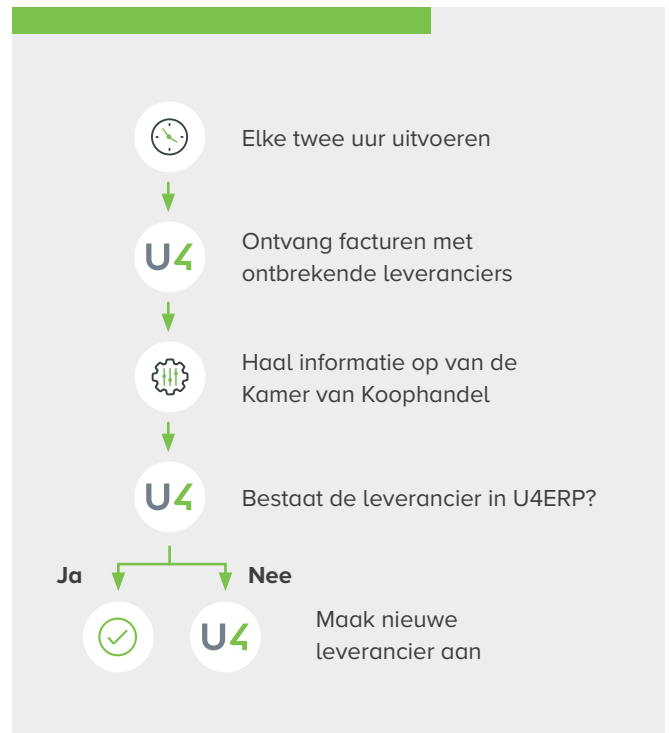 Elke twee uur uitvoeren
U4
Ontvang facturen met
ontbrekende leveranciers
Haal informatie op van de
Kamer van Koophandel
U4
Bestaat de leverancier in U4ERP?
Ja
Nee
U4
Maak nieuwe
leverancier aan